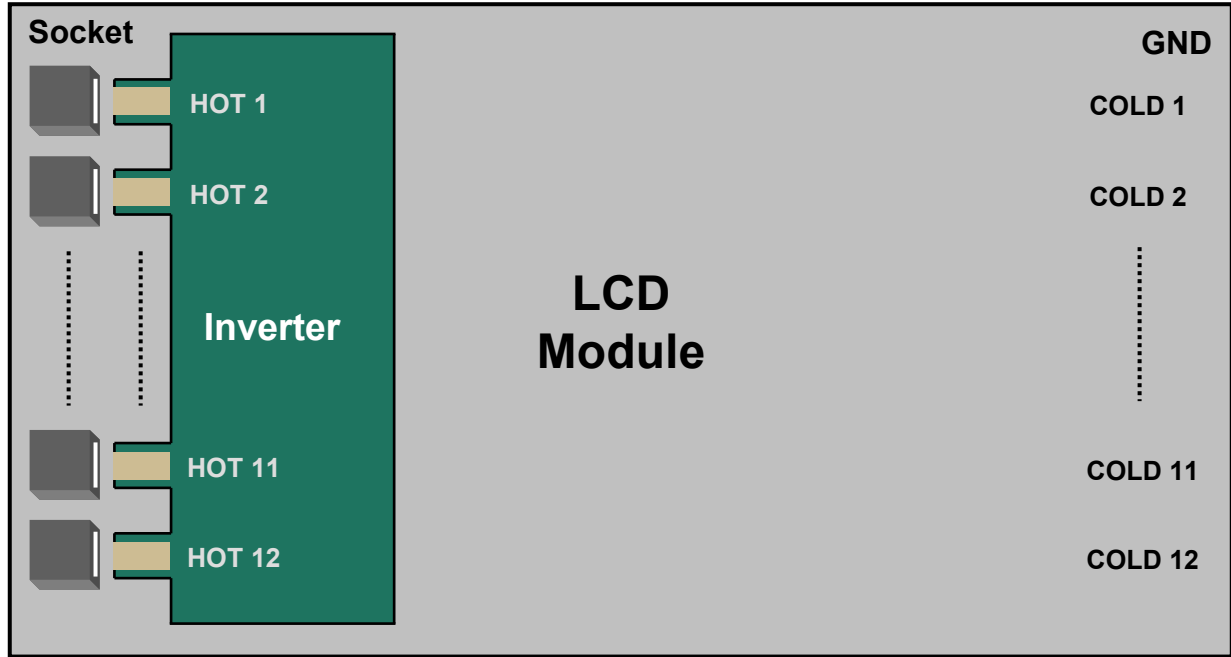 Socket
GND
HOT 1
COLD 1
HOT 2
COLD 2
LCD
Module
Inverter
HOT 11
COLD 11
HOT 12
COLD 12